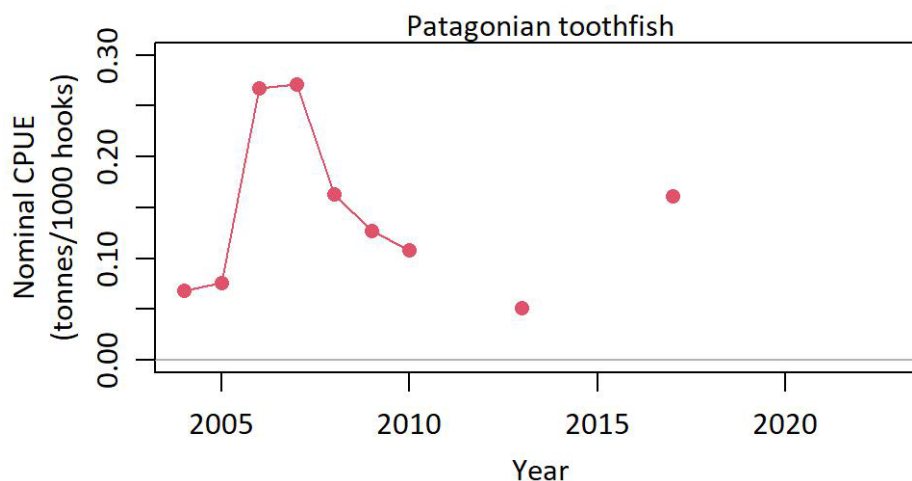 Patagonian toothfish
Nominal CPUE
(tonnes/1000 hooks)
0.30
0.20
0.10
0.00
2005 2010 2015 2020
Year